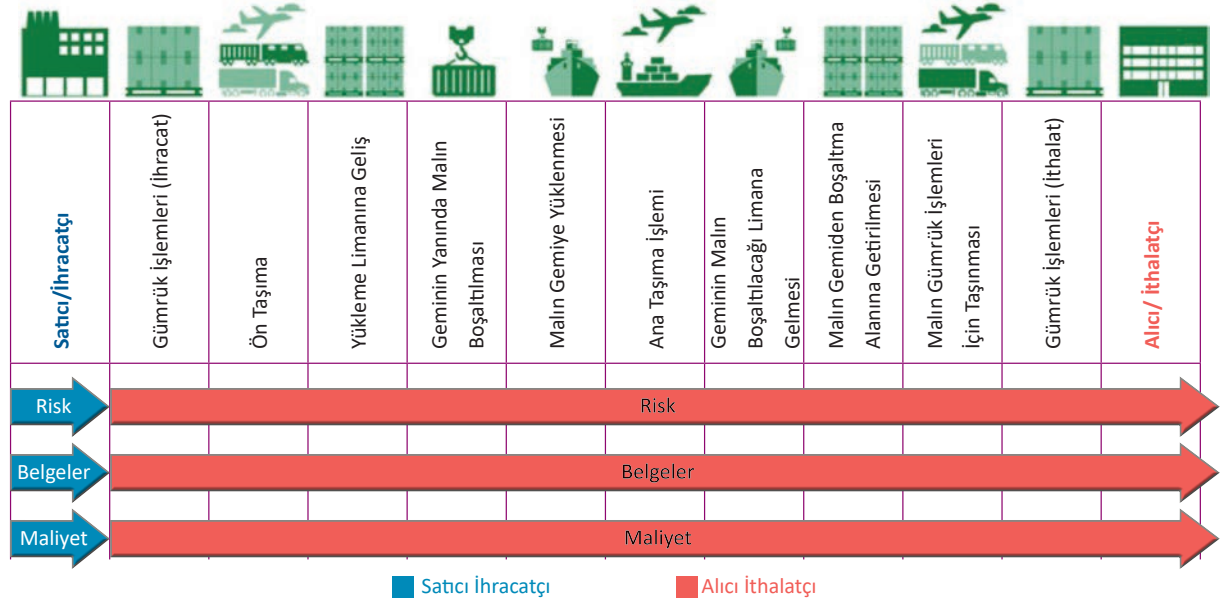 Satıcı/İhracatçı
Gümrük İşlemleri (İhracat)
Ön Taşıma
Yükleme Limanına Geliş
Geminin Yanında Malın
Boşaltılması
Malın Gemiye Yüklenmesi
Ana Taşıma İşlemi
Geminin Malın
Boşaltılacağı Limana
Gelmesi
Malın Gemiden Boşaltma
Alanına Getirilmesi
Malın Gümrük İşlemleri
İçin Taşınması
Gümrük İşlemleri (İthalat)
Alıcı/ İthalatçı
Risk
Risk
Belgeler
Belgeler
Maliyet
Maliyet
Satıcı İhracatçı
Alıcı İthalatçı